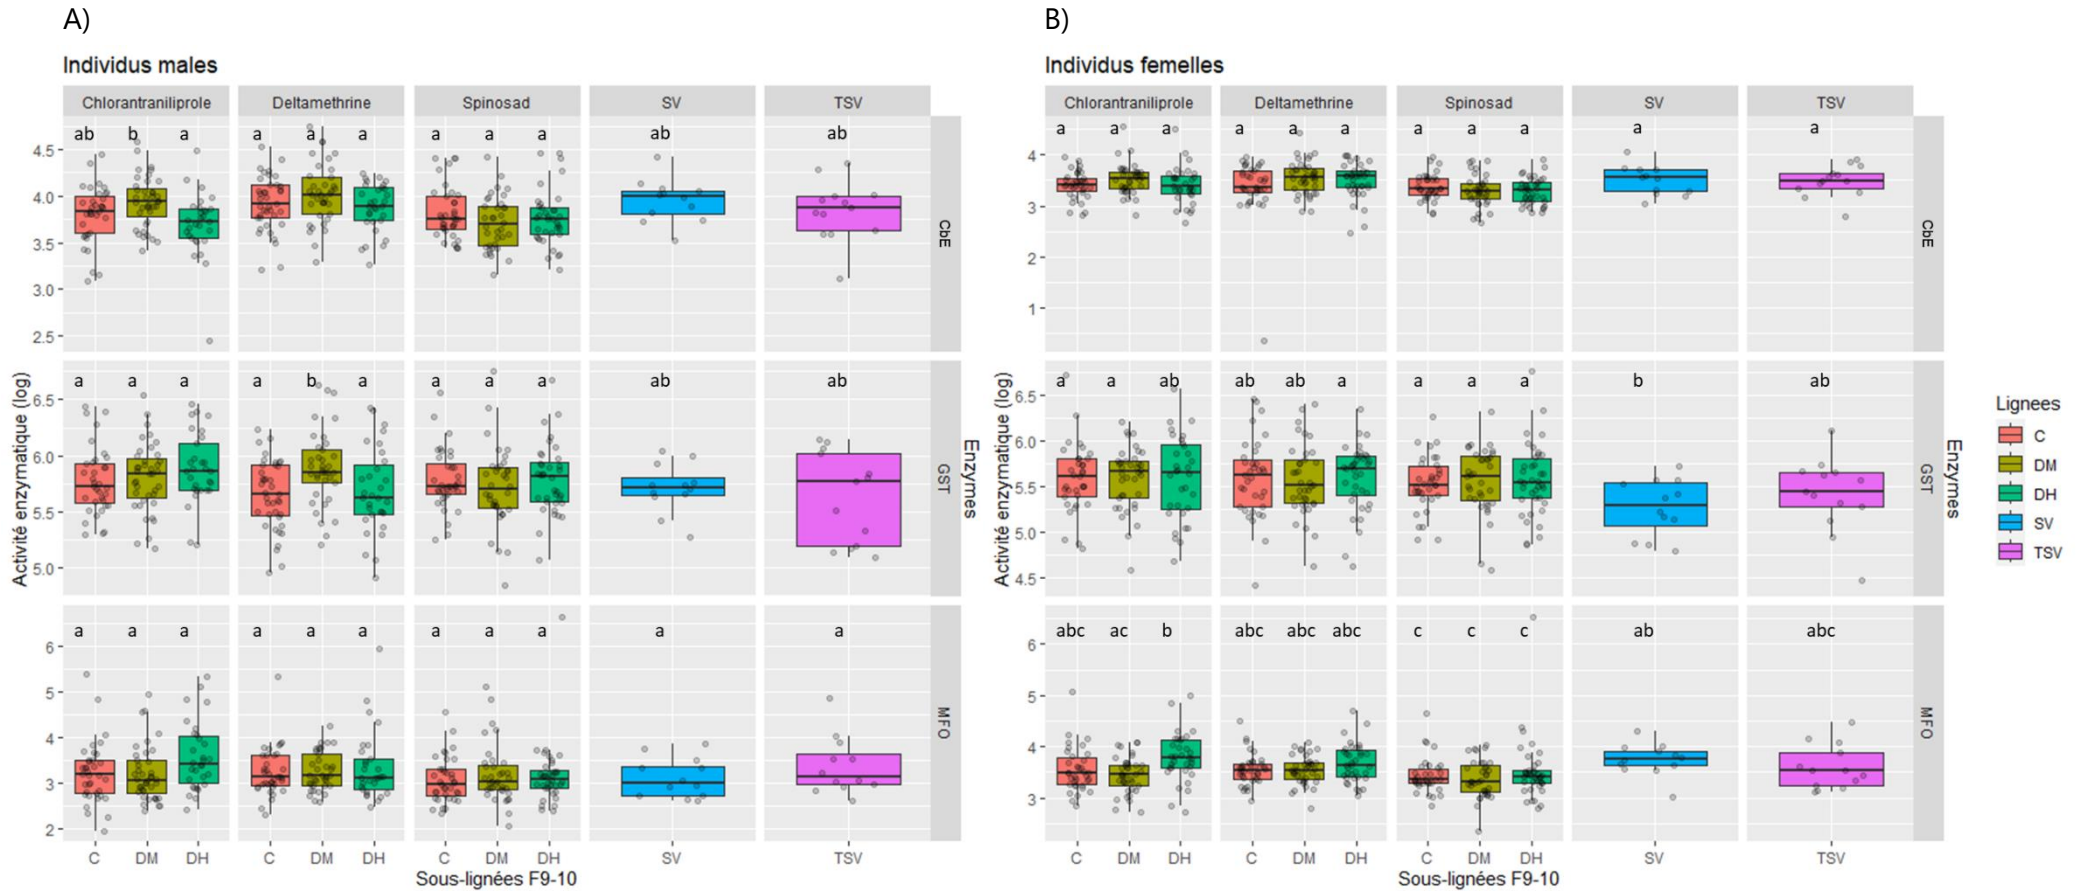 A)
Individus males
Chlorantraniliprole Deltamethrine Spinosad SV TSV
ab b a a a a a a a ab ab
4.5
4.0
3.5
3.0
2.5
CbE
a a a a b a a a a ab ab
6.5
6.0
5.5
5.0
GST
a a a a a a a a a a a
6
5
4
3
2
MFO
Activité enzymatique (log)
Enzymes
C DM DH C DM DH C DM DH SV TSV
Sous-lignées F9-10
B)
Individus femelles
Chlorantraniliprole Deltamethrine Spinosad SV TSV
a a a a a a a a a a a
4
3
2
1
CbE
a a ab ab ab a a a a b ab
6.5
6.0
5.5
5.0
4.5
GST
abc ac b abc abc abc c c c ab abc
6
5
4
3
MFO
Activité enzymatique (log)
Enzymes
C DM DH C DM DH C DM DH SV TSV
Sous-lignées F9-10
Lignees
C
DM
DH
SV
TSV